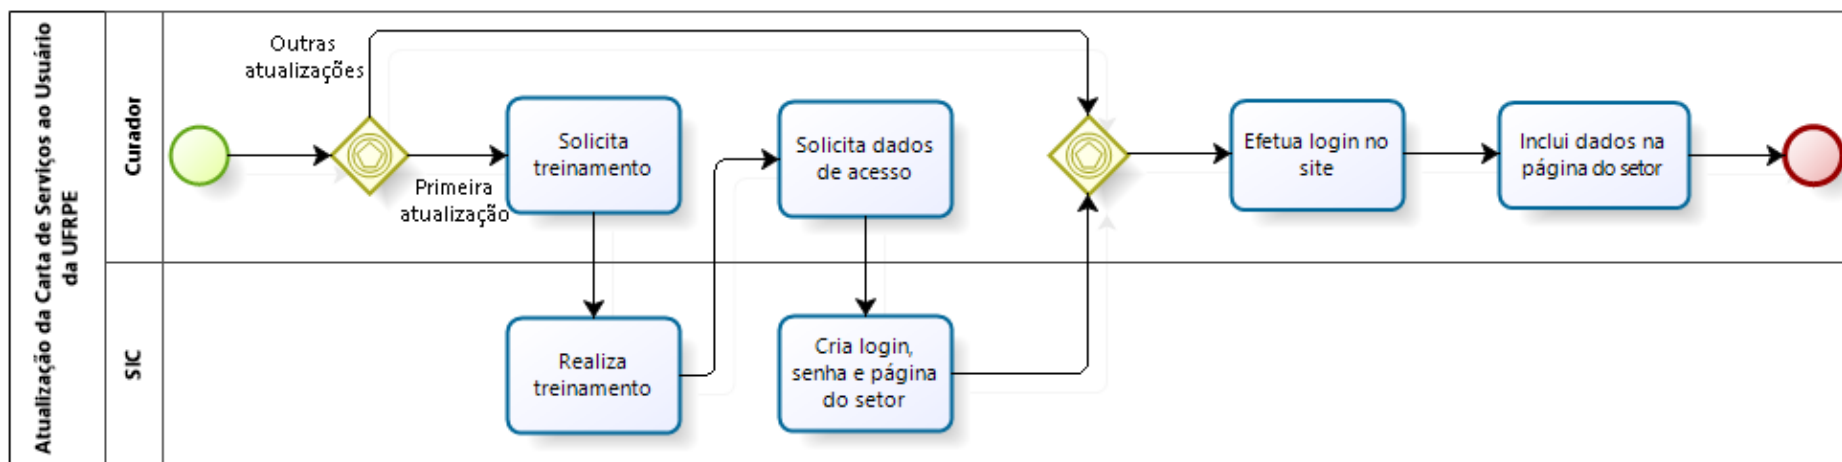 Atualização da Carta de Serviços ao Usuário
da UFRPE
Curador
Outras
atualizações
Primeira
atualização
Solicita
treinamento
Solicita dados
de acesso
Efetua login no
site
Inclui dados na
página do setor
SIC
Realiza
treinamento
Cria login,
senha e página
do setor